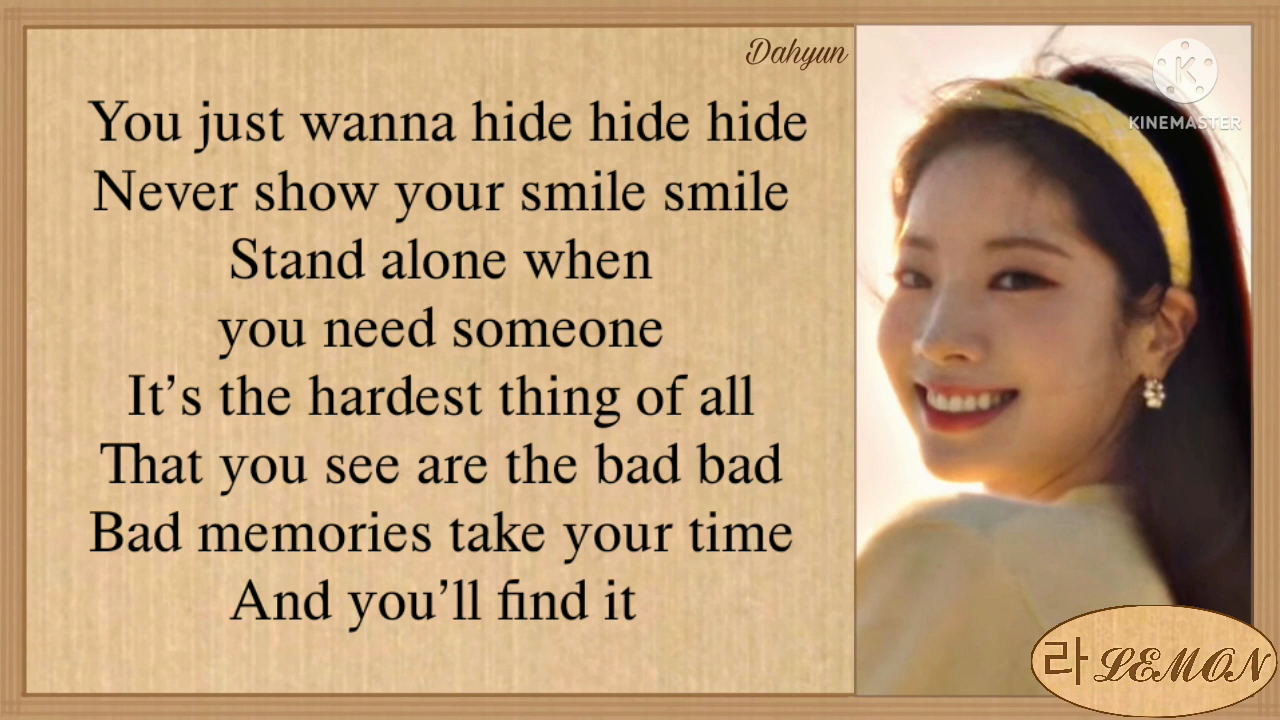 Dahyun
You just wanna hide hide hide
Never show your smile smile
Stand alone when
you need someone
It’s the hardest thing of all
That you see are the bad bad
Bad memories take your time
And you’ll find it
K
KINEMASTER
라 LEMON